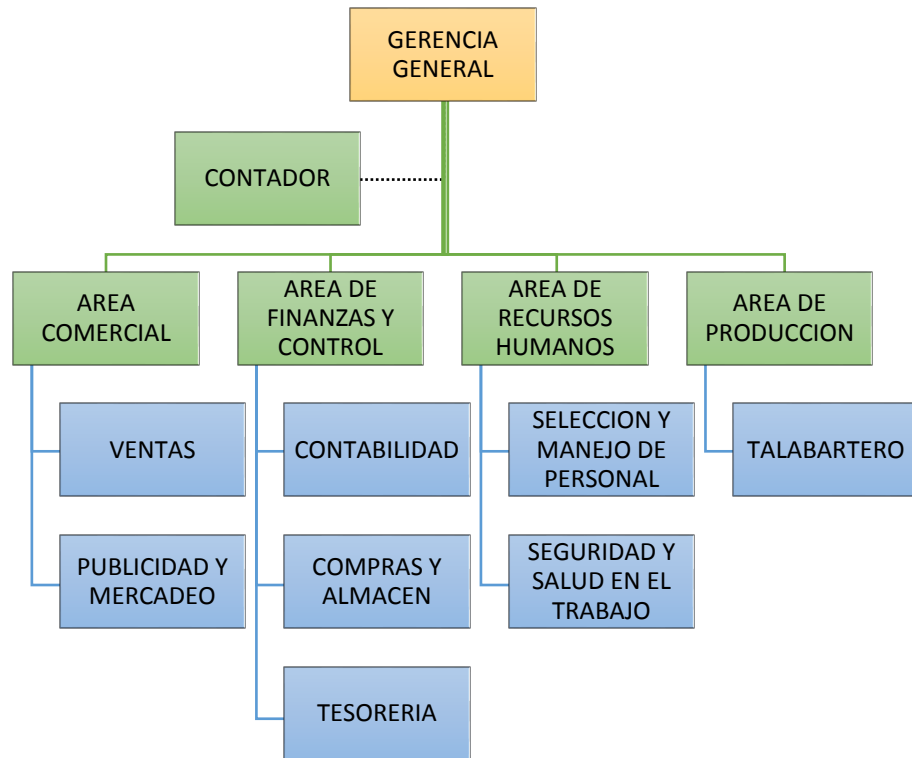 GERENCIA
GENERAL
CONTADOR
AREA
COMERCIAL
AREA DE
FINANZAS Y
CONTROL
AREA DE
RECURSOS
HUMANOS
AREA DE
PRODUCCION
VENTAS
CONTABILIDAD
SELECCION Y
MANEJO DE
PERSONAL
TALABARTERO
PUBLICIDAD Y
MERCADEO
COMPRAS Y
ALMACEN
SEGURIDAD Y
SALUD EN EL
TRABAJO
TESORERIA